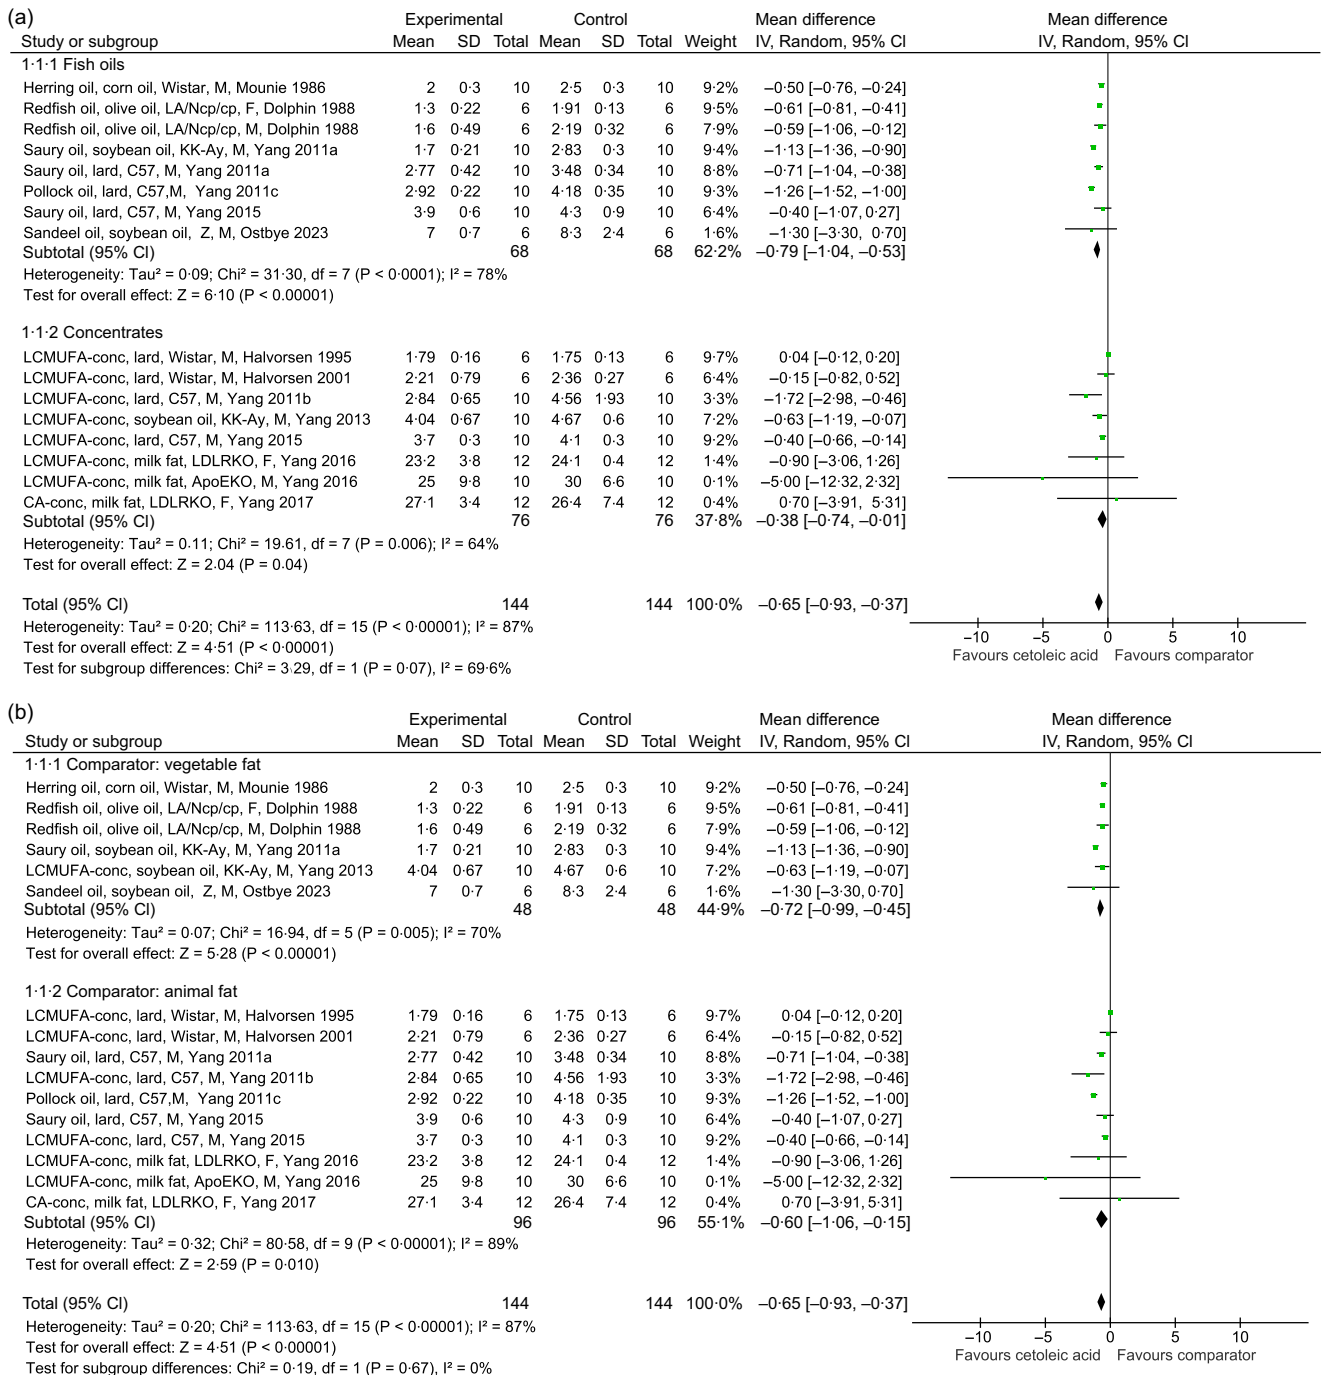 (a)
Experimental Control Mean difference Mean difference
Study or subgroup Mean SD Total Mean SD Total Weight IV, Random, 95% CI IV, Random, 95% CI
1·1·1 Fish oils
Herring oil, corn oil, Wistar, M, Mounie 1986 2 0·3 10 2·5 0·3 10 9·2% −0·50 [−0·76, −0·24]
Redfish oil, olive oil, LA/Ncp/cp, F, Dolphin 1988 1·3 0·22 6 1·91 0·13 6 9·5% −0·61 [−0·81, −0·41]
Redfish oil, olive oil, LA/Ncp/cp, M, Dolphin 1988 1·6 0·49 6 2·19 0·32 6 7·9% −0·59 [−1·06, −0·12]
Saury oil, soybean oil, KK-Ay, M, Yang 2011a 1·7 0·21 10 2·83 0·3 10 9·4% −1·13 [−1·36, −0·90]
Saury oil, lard, C57, M, Yang 2011a 2·77 0·42 10 3·48 0·34 10 8·8% −0·71 [−1·04, −0·38]
Pollock oil, lard, C57,M, Yang 2011c 2·92 0·22 10 4·18 0·35 10 9·3% −1·26 [−1·52, −1·00]
Saury oil, lard, C57, M, Yang 2015 3·9 0·6 10 4·3 0·9 10 6·4% −0·40 [−1·07, 0·27]
Sandeel oil, soybean oil, Z, M, Ostbye 2023 7 0·7 6 8·3 2·4 6 1·6% −1·30 [−3·30, 0·70]
Subtotal (95% CI) 68 68 62·2% −0·79 [−1·04, −0·53]
Heterogeneity: Tau² = 0·09; Chi² = 31·30, df = 7 (P < 0·0001); I² = 78%
Test for overall effect: Z = 6·10 (P < 0.00001)
1·1·2 Concentrates
LCMUFA-conc, lard, Wistar, M, Halvorsen 1995 1·79 0·16 6 1·75 0·13 6 9·7% 0·04 [−0·12, 0·20]
LCMUFA-conc, lard, Wistar, M, Halvorsen 2001 2·21 0·79 6 2·36 0·27 6 6·4% −0·15 [−0·82, 0·52]
LCMUFA-conc, lard, C57, M, Yang 2011b 2·84 0·65 10 4·56 1·93 10 3·3% −1·72 [−2·98, −0·46]
LCMUFA-conc, soybean oil, KK-Ay, M, Yang 2013 4·04 0·67 10 4·67 0·6 10 7·2% −0·63 [−1·19, −0·07]
LCMUFA-conc, lard, C57, M, Yang 2015 3·7 0·3 10 4·1 0·3 10 9·2% −0·40 [−0·66, −0·14]
LCMUFA-conc, milk fat, LDLRKO, F, Yang 2016 23·2 3·8 12 24·1 0·4 12 1·4% −0·90 [−3·06, 1·26]
LCMUFA-conc, milk fat, ApoEKO, M, Yang 2016 25 9·8 10 30 6·6 10 0·1% −5·00 [−12·32, 2·32]
CA-conc, milk fat, LDLRKO, F, Yang 2017 27·1 3·4 12 26·4 7·4 12 0·4% 0·70 [−3·91, 5·31]
Subtotal (95% CI) 76 76 37·8% −0·38 [−0·74, −0·01]
Heterogeneity: Tau² = 0.11; Chi² = 19.61, df = 7 (P = 0.006); I² = 64%
Test for overall effect: Z = 2·04 (P = 0.04)
Total (95% CI) 144 144 100·0% −0·65 [−0·93, −0·37]
Heterogeneity: Tau² = 0·20; Chi² = 113·63, df = 15 (P < 0·00001); I² = 87%
Test for overall effect: Z = 4·51 (P < 0.00001)
Test for subgroup differences: Chi² = 3·29, df = 1 (P = 0·07), I² = 69·6%
−10 −5 0 5 10
Favours cetoleic acid Favours comparator
(b)
Experimental Control Mean difference Mean difference
Study or subgroup Mean SD Total Mean SD Total Weight IV, Random, 95% CI IV, Random, 95% CI
1·1·1 Comparator: vegetable fat
Herring oil, corn oil, Wistar, M, Mounie 1986 2 0·3 10 2·5 0·3 10 9·2% −0·50 [−0·76, −0·24]
Redfish oil, olive oil, LA/Ncp/cp, F, Dolphin 1988 1·3 0·22 6 1·91 0·13 6 9·5% −0·61 [−0·81, −0·41]
Redfish oil, olive oil, LA/Ncp/cp, M, Dolphin 1988 1·6 0·49 6 2·19 0·32 6 7·9% −0·59 [−1·06, −0·12]
Saury oil, soybean oil, KK-Ay, M, Yang 2011a 1·7 0·21 10 2·83 0·3 10 9·4% −1·13 [−1·36, −0·90]
LCMUFA-conc, soybean oil, KK-Ay, M, Yang 2013 4·04 0·67 10 4·67 0·6 10 7·2% −0·63 [−1·19, −0·07]
Sandeel oil, soybean oil, Z, M, Ostbye 2023 7 0·7 6 8·3 2·4 6 1·6% −1·30 [−3·30, 0·70]
Subtotal (95% CI) 48 48 44·9% −0·72 [−0·99, −0·45]
Heterogeneity: Tau² = 0·07; Chi² = 16·94, df = 5 (P = 0·005); I² = 70%
Test for overall effect: Z = 5·28 (P < 0.00001)
1·1·2 Comparator: animal fat
LCMUFA-conc, lard, Wistar, M, Halvorsen 1995 1·79 0·16 6 1·75 0·13 6 9·7% 0·04 [−0·12, 0·20]
LCMUFA-conc, lard, Wistar, M, Halvorsen 2001 2·21 0·79 6 2·36 0·27 6 6·4% −0·15 [−0·82, 0·52]
Saury oil, lard, C57, M, Yang 2011a 2·77 0·42 10 3·48 0·34 10 8·8% −0·71 [−1·04, −0·38]
LCMUFA-conc, lard, C57, M, Yang 2011b 2·84 0·65 10 4·56 1·93 10 3·3% −1·72 [−2·98, −0·46]
Pollock oil, lard, C57,M, Yang 2011c 2·92 0·22 10 4·18 0·35 10 9·3% −1·26 [−1·52, −1·00]
Saury oil, lard, C57, M, Yang 2015 3·9 0·6 10 4·3 0·9 10 6·4% −0·40 [−1·07, 0·27]
LCMUFA-conc, lard, C57, M, Yang 2015 3·7 0·3 10 4·1 0·3 10 9·2% −0·40 [−0·66, −0·14]
LCMUFA-conc, milk fat, LDLRKO, F, Yang 2016 23·2 3·8 12 24·1 0·4 12 1·4% −0·90 [−3·06, 1·26]
LCMUFA-conc, milk fat, ApoEKO, M, Yang 2016 25 9·8 10 30 6·6 10 0·1% −5·00 [−12·32, 2·32]
CA-conc, milk fat, LDLRKO, F, Yang 2017 27·1 3·4 12 26·4 7·4 12 0·4% 0·70 [−3·91, 5·31]
Subtotal (95% CI) 96 96 55·1% −0·60 [−1·06, −0·15]
Heterogeneity: Tau² = 0·32; Chi² = 80·58, df = 9 (P < 0·00001); I² = 89%
Test for overall effect: Z = 2·59 (P = 0·010)
Total (95% CI) 144 144 100·0% −0·65 [−0·93, −0·37]
Heterogeneity: Tau² = 0·20; Chi² = 113·63, df = 15 (P < 0·00001); I² = 87%
Test for overall effect: Z = 4·51 (P < 0·00001)
Test for subgroup differences: Chi² = 0·19, df = 1 (P = 0·67), I² = 0%
−10 −5 0 5 10
Favours cetoleic acid Favours comparator